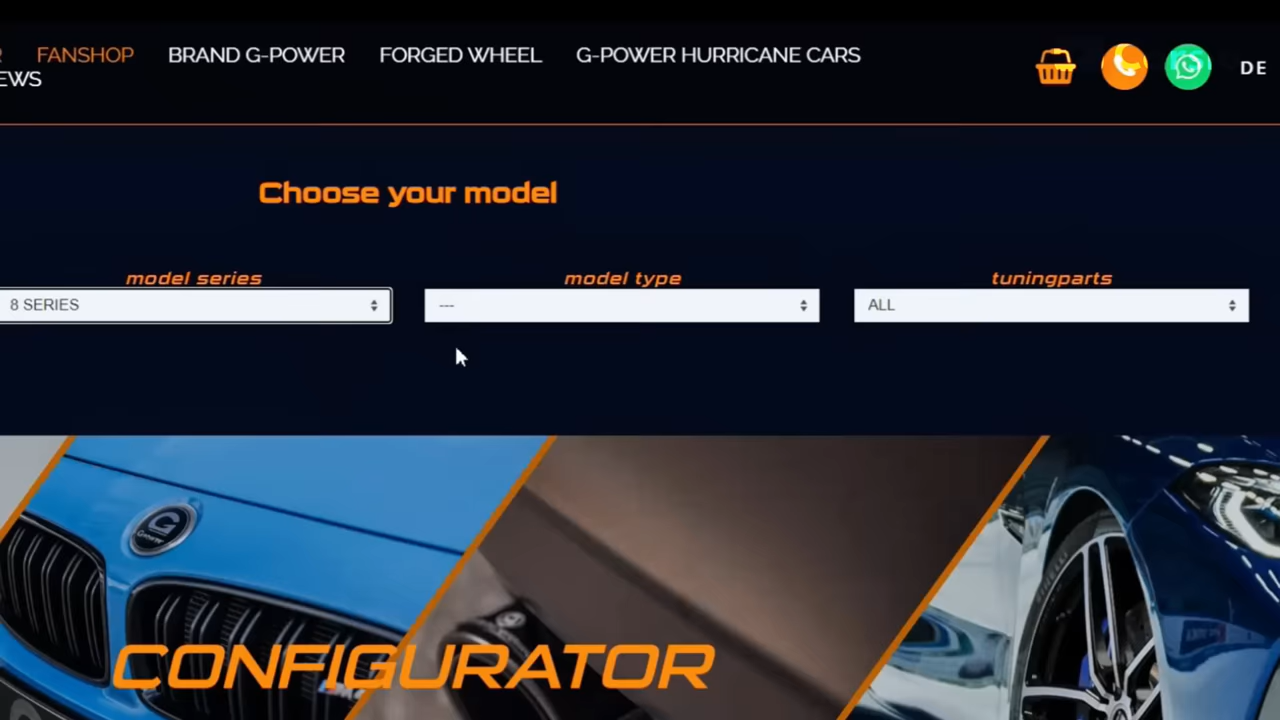 FANSHOP BRAND G-POWER FORGED WHEEL G-POWER HURRICANE CARS
EWS
DE
Choose your model
model series model type tuningparts
8 SERIES --- ALL
CONFIGURATOR